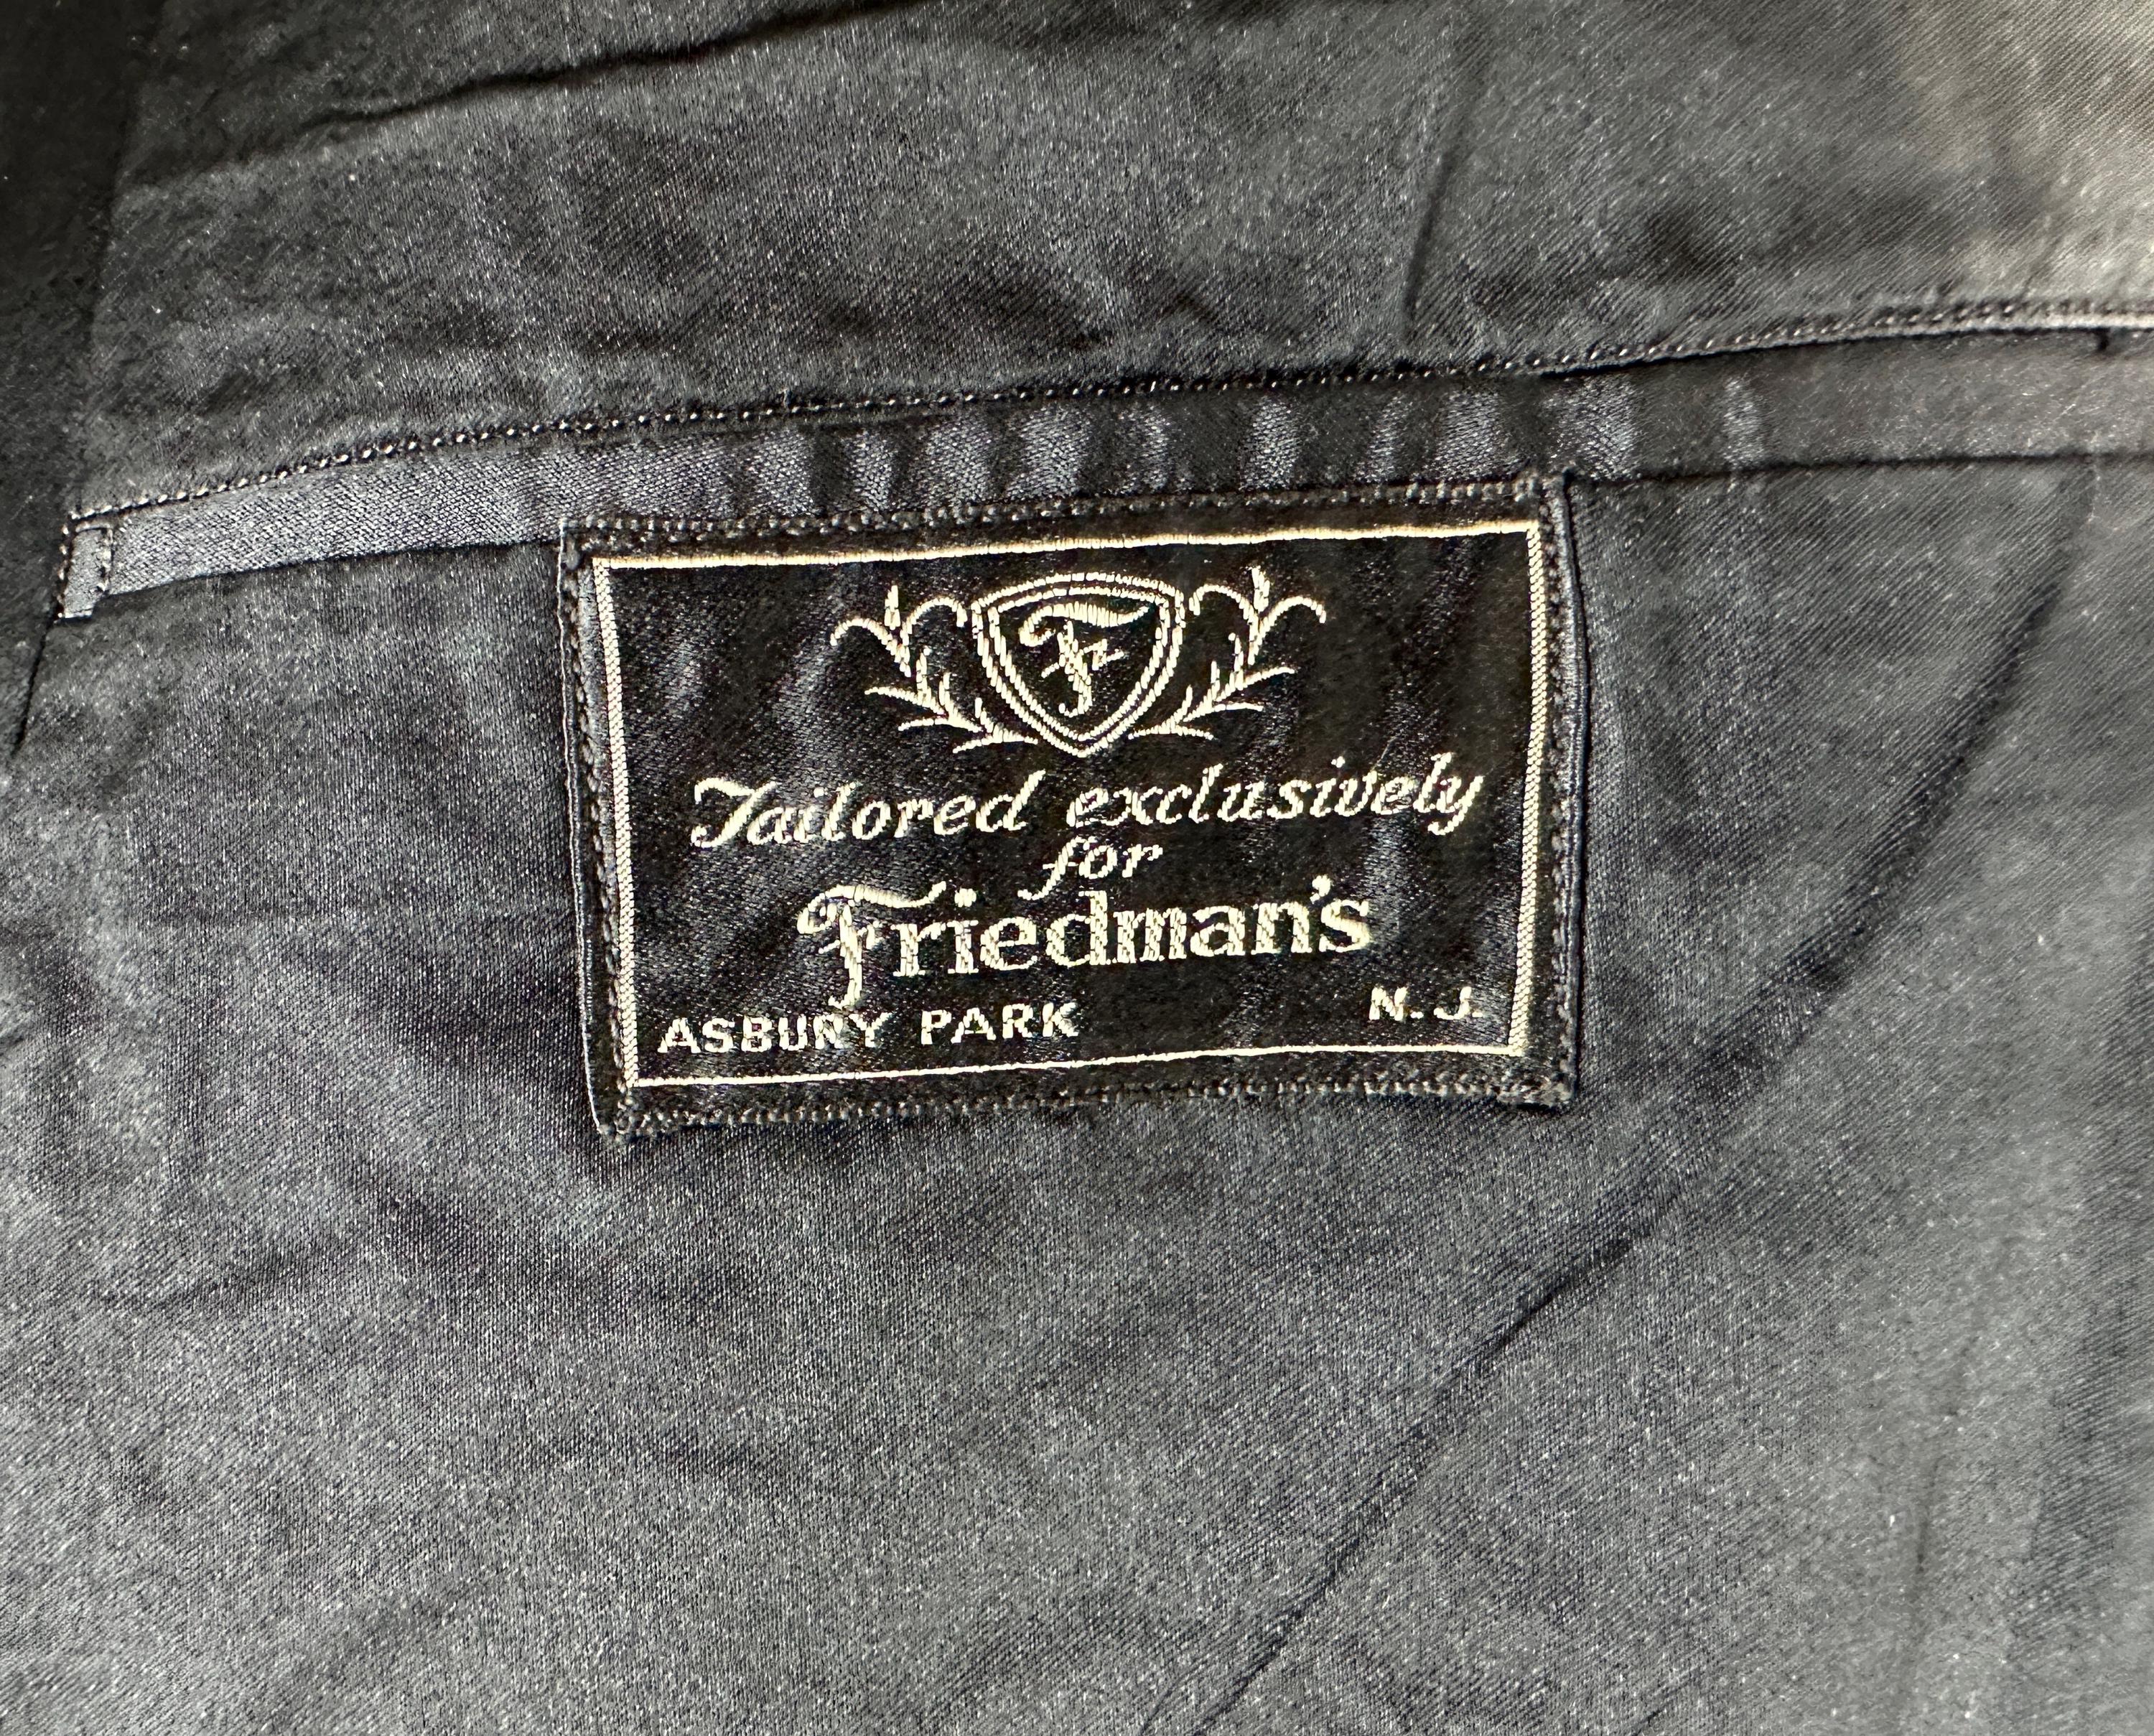 F
Tailored exclusively
for
Friedman's
ASBURY PARK N. J.